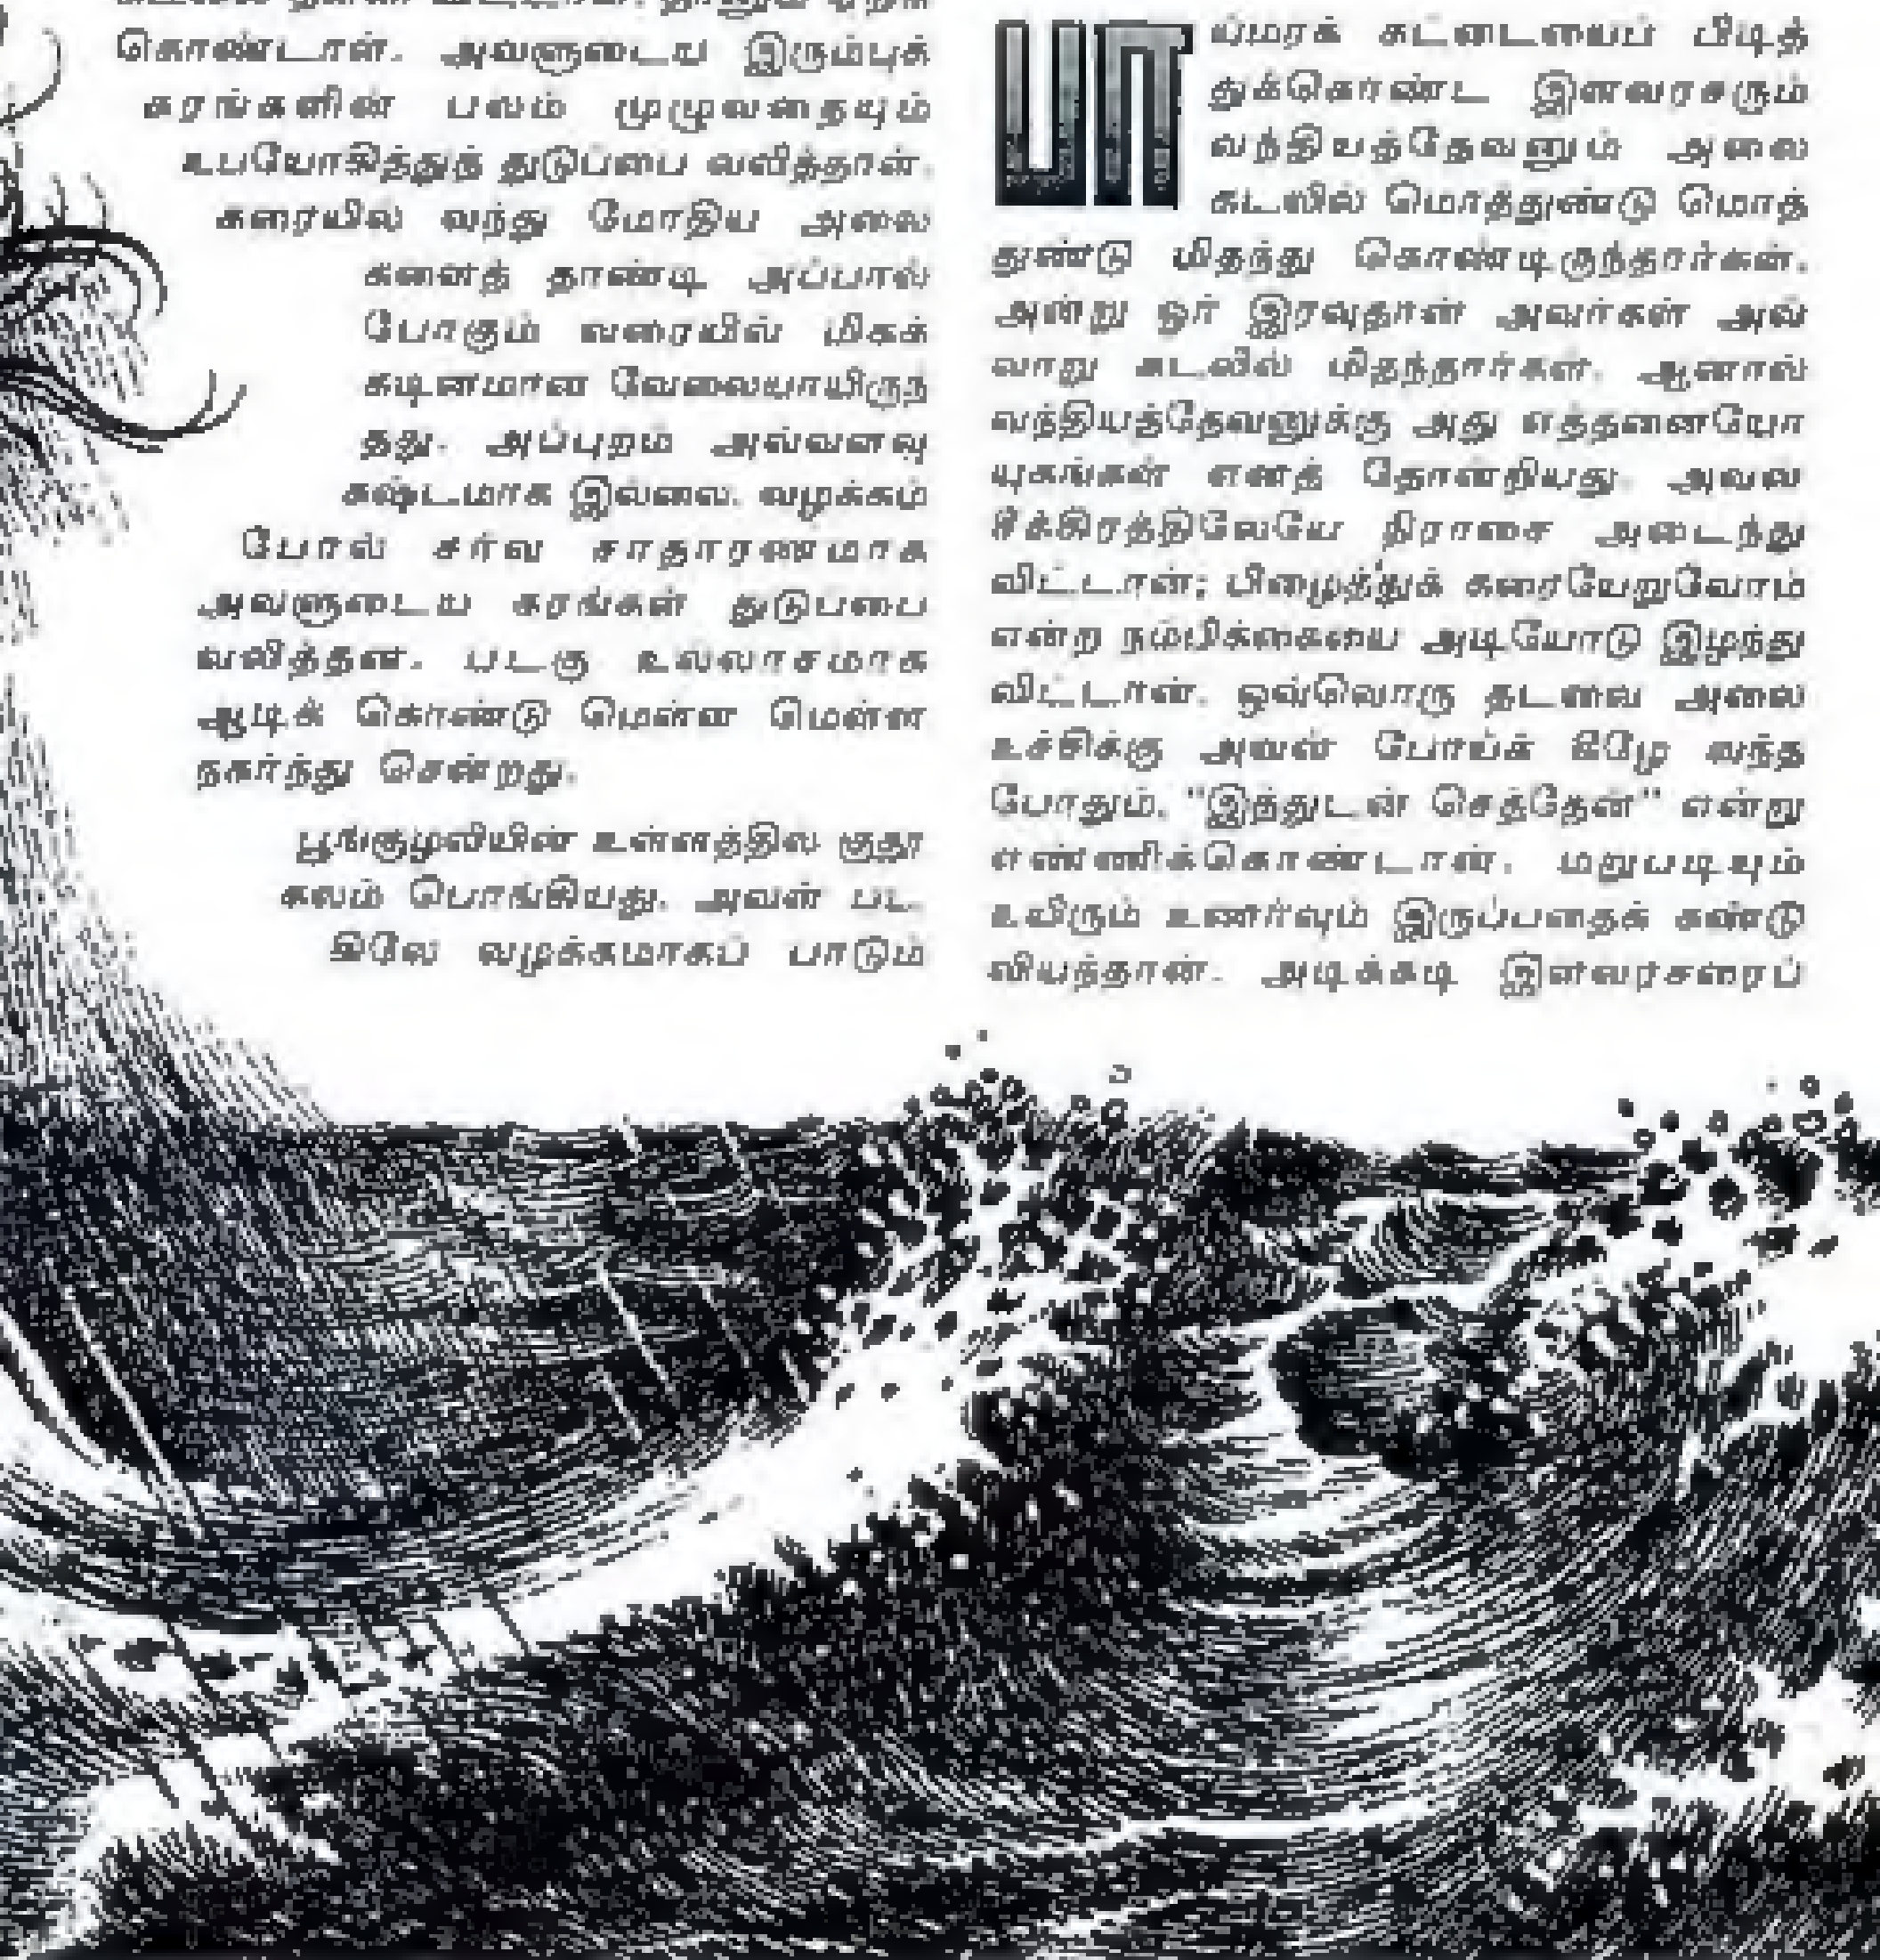 கொண்டாள். அவளுடைய இரும்புக்
கரங்களின் பலம் முழுவதையும்
உபயோகித்துத் துடுப்பை வலித்தாள்.
கரையில் வந்து மோதிய அலை
களைத் தாண்டி அப்பால்
போகும் வரையில் மிகக்
கடினமான வேலையாயிருந்
தது. அப்புறம் அவ்வளவு
கஷ்டமாக இல்லை. வழக்கம்
போல் சர்வ சாதாரணமாக
அவளுடைய கரங்கள் துடுப்பை
வலித்தன. படகு உல்லாசமாக
ஆடிக் கொண்டு மெள்ள மெள்ள
நகர்ந்து சென்றது.
பூங்குழலியின் உள்ளத்தில் குதூ
கலம் பொங்கியது. அவள் பட
கிலே வழக்கமாகப் பாடும்
பாய்மரக் கட்டையைப் பிடித்
துக்கொண்ட இளவரசரும்
வந்தியத்தேவனும் அலை
கடலில் மொத்துண்டு மொத்
துண்டு மிதந்து கொண்டிருந்தார்கள்.
அன்று ஓர் இரவுதான் அவர்கள் அவ்
வாறு கடலில் மிதந்தார்கள். ஆனால்
வந்தியத்தேவனுக்கு அது எத்தனையோ
யுகங்கள் எனத் தோன்றியது. அவன்
சீக்கிரத்திலேயே நிராசை அடைந்து
விட்டான்; பிழைத்துக் கரையேறுவோம்
என்ற நம்பிக்கையை அடியோடு இழந்து
விட்டான். ஒவ்வொரு தடவை அலை
உச்சிக்கு அவன் போய்க் கீழே வந்த
போதும், "இத்துடன் செத்தேன்" என்று
எண்ணிக்கொண்டான். மறுபடியும்
உயிரும் உணர்வும் இருப்பதைக் கண்டு
வியந்தான். அடிக்கடி இளவரசரைப்